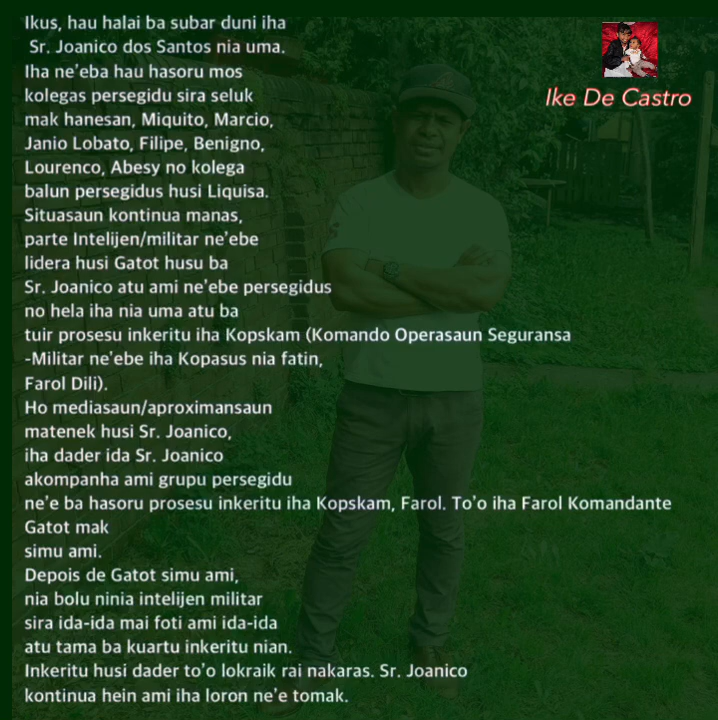 Ikus, hau halai ba subar duni iha
Sr. Joanico dos Santos nia uma.
Iha ne'eba hau hasoru mos
kolegas persegidu sira seluk
mak hanesan, Miquito, Marcio,
Janio Lobato, Filipe, Benigno,
Lourenco, Abesy no kolega
balun persegidus husi Liquisa.
Situasaun kontinua manas,
parte Intelijen/militar ne'ebe
lidera husi Gatot husu ba
Sr. Joanico atu ami ne'ebe persegidus
no hela iha nia uma atu ba
tuir prosesu inkeritu iha Kopskam (Komando Operasaun Seguransa
-Militar ne'ebe iha Kopasus nia fatin,
Farol Dili).
Ho mediasaun/aproximansaun
matenek husi Sr. Joanico,
iha dader ida Sr. Joanico
akompanha ami grupu persegidu
ne'e ba hasoru prosesu inkeritu iha Kopskam, Farol. To'o iha Farol Komandante
Gatot mak
simu ami.
Depois de Gatot simu ami,
nia bolu ninia intelijen militar
sira ida-ida mai foti ami ida-ida
atu tama ba kuartu inkeritu nian.
Inkeritu husi dader to'o lokraik rai nakaras. Sr. Joanico
kontinua hein ami iha loron ne'e tomak.
Ike De Castro